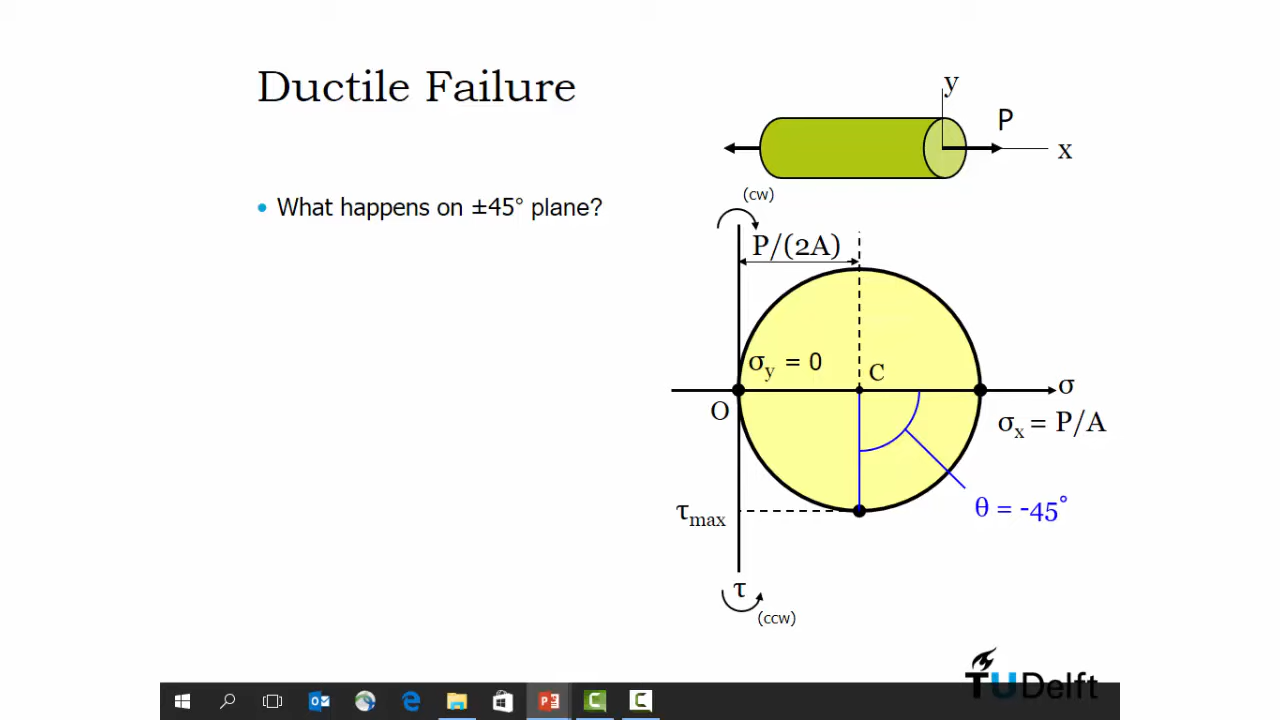 Ductile Failure
y
P
x
• What happens on ±45° plane?
(cw)
P/(2A)
σy = 0
C
σ
O
σx = P/A
τmax
θ = -45°
τ
(ccw)
TUDelft